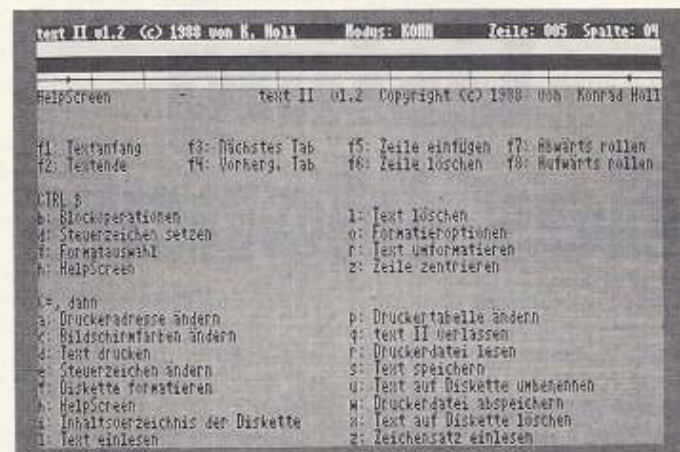 text II v1.2 (c) 1988 von K. Holl Modus: KOMM Zeile: 005 Spalte: 04
HelpScreen - text II v1.2 Copyright (c) 1988 von Konrad Holl
f1: Textanfang f3: Nächstes Tab f5: Zeile einfügen f7: Abwärts rollen
f2: Textende f4: Vorherg. Tab f6: Zeile löschen f8: Aufwärts rollen
CTRL B
b: Blockoperationen l: Text löschen
d: Steuerzeichen setzen o: Formatieroptionen
f: Formatauswahl r: Text umformatieren
h: HelpScreen z: Zeile zentrieren
C=, dann
a: Druckeradresse ändern p: Druckertabelle ändern
c: Bildschirmfarben ändern q: text II verlassen
d: Text drucken r: Druckerdatei lesen
e: Steuerzeichen ändern s: Text speichern
f: Diskette formatieren u: Text auf Diskette umbenennen
h: HelpScreen w: Druckerdatei abspeichern
i: Inhaltsverzeichnis der Diskette x: Text auf Diskette löschen
l: Text einlesen z: Zeichensatz einlesen